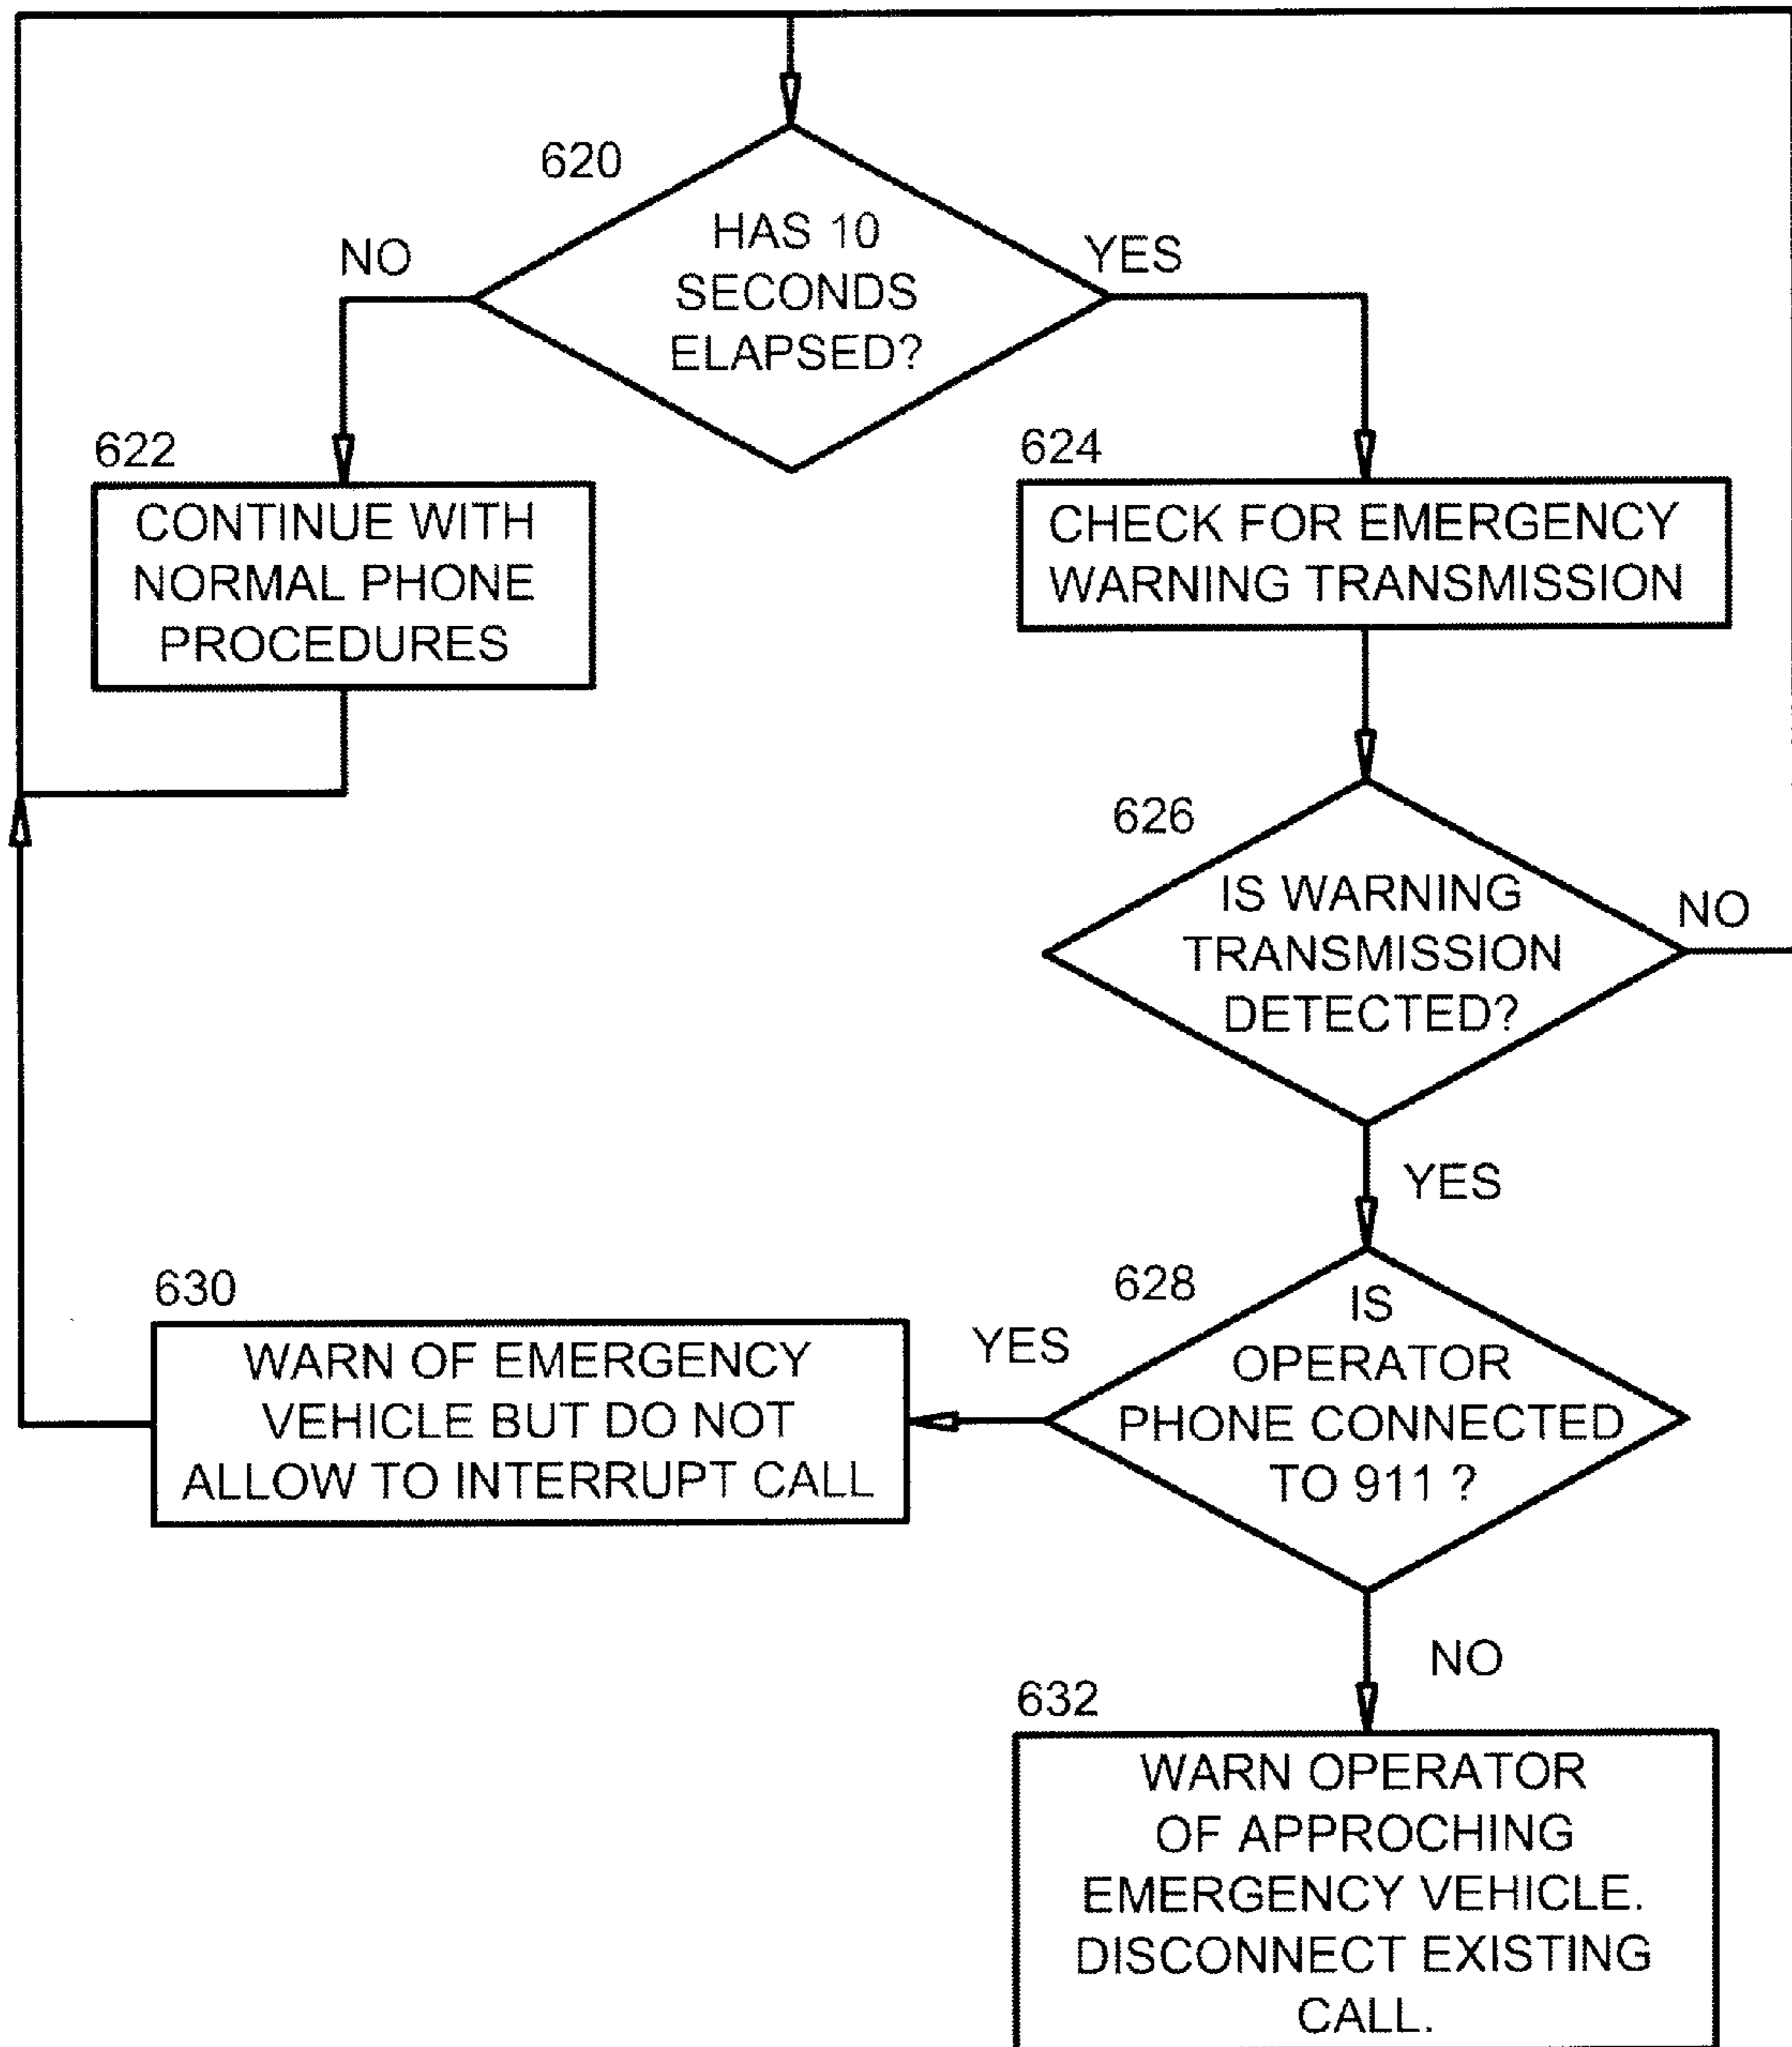 620
HAS 10
SECONDS
ELAPSED?
NO
YES
622
CONTINUE WITH
NORMAL PHONE
PROCEDURES
624
CHECK FOR EMERGENCY
WARNING TRANSMISSION
626
IS WARNING
TRANSMISSION
DETECTED?
NO
YES
628
IS
OPERATOR
PHONE CONNECTED
TO 911 ?
YES
630
WARN OF EMERGENCY
VEHICLE BUT DO NOT
ALLOW TO INTERRUPT CALL
NO
632
WARN OPERATOR
OF APPROCHING
EMERGENCY VEHICLE.
DISCONNECT EXISTING
CALL.